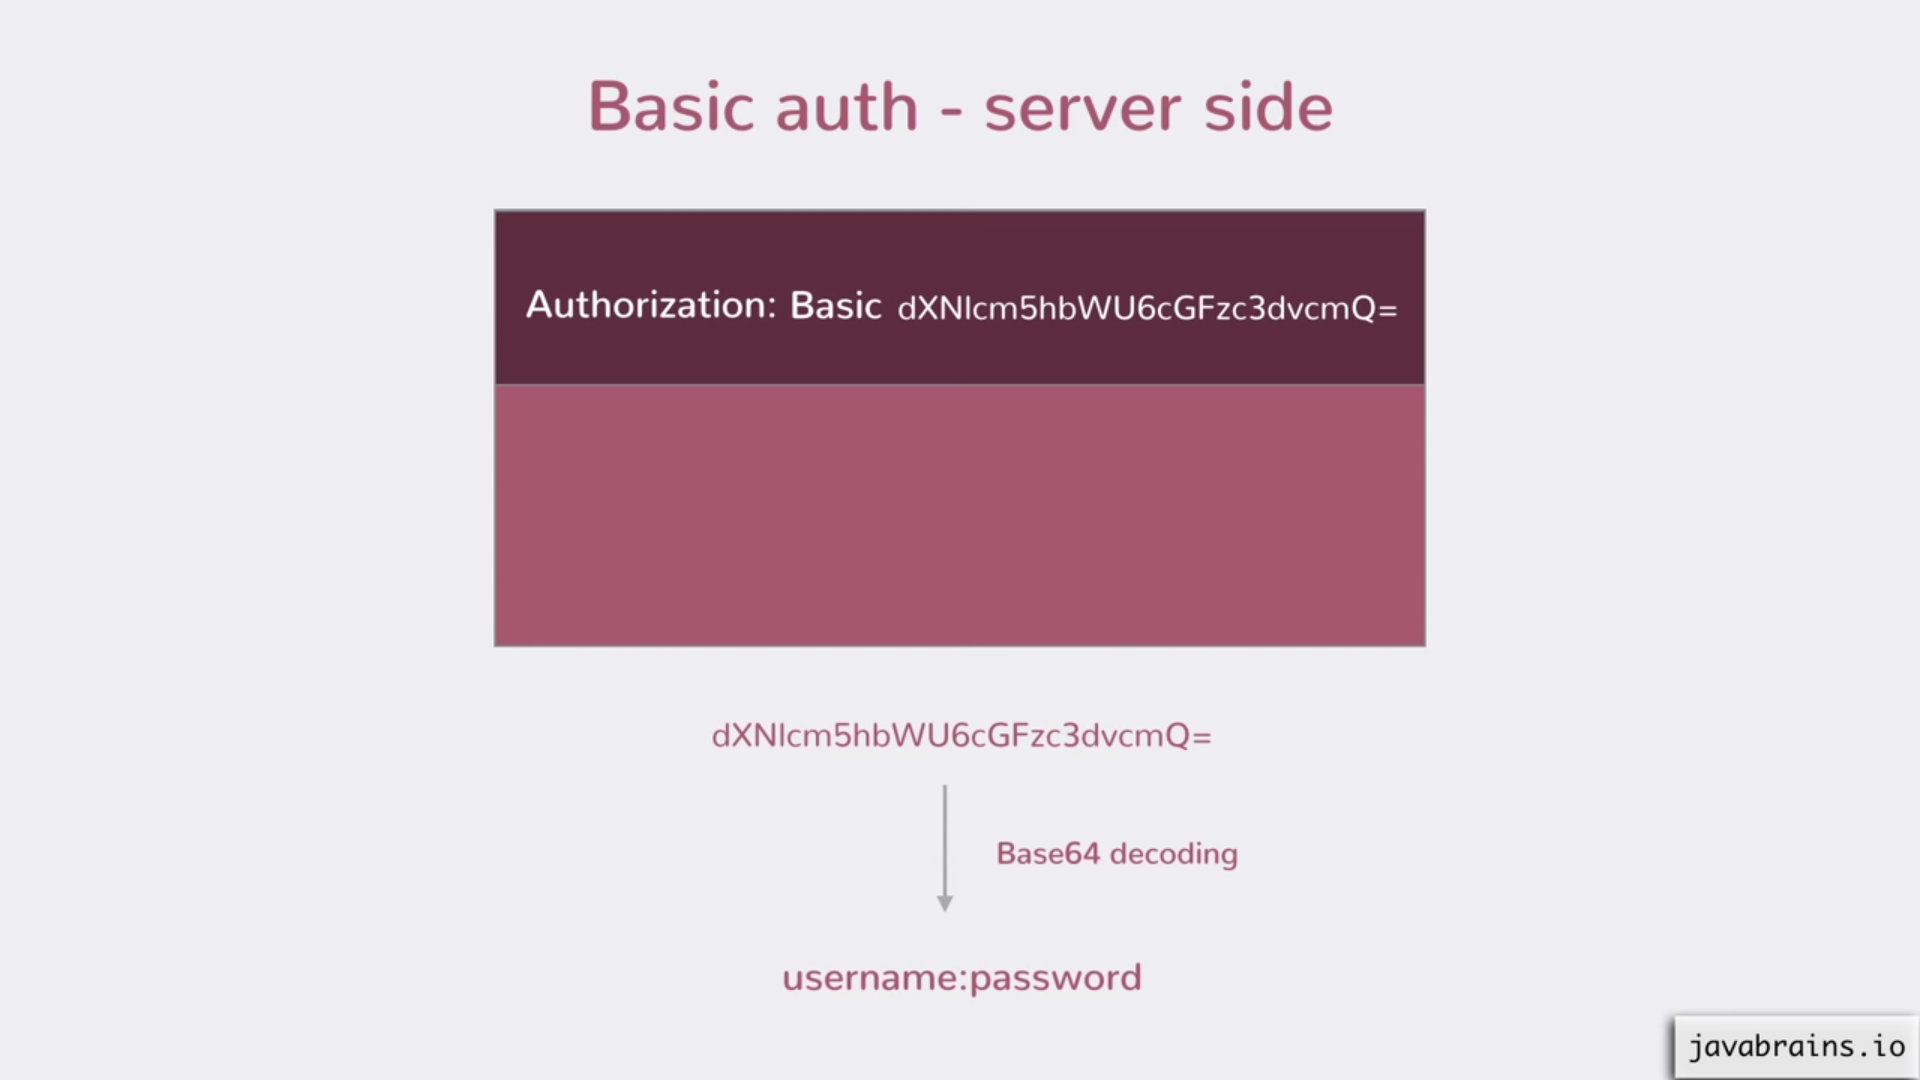 Basic auth - server side
Authorization: Basic dXNlcm5hbWU6cGFzc3dvcmQ=
dXNlcm5hbWU6cGFzc3dvcmQ=
Base64 decoding
username:password
javabrains.io